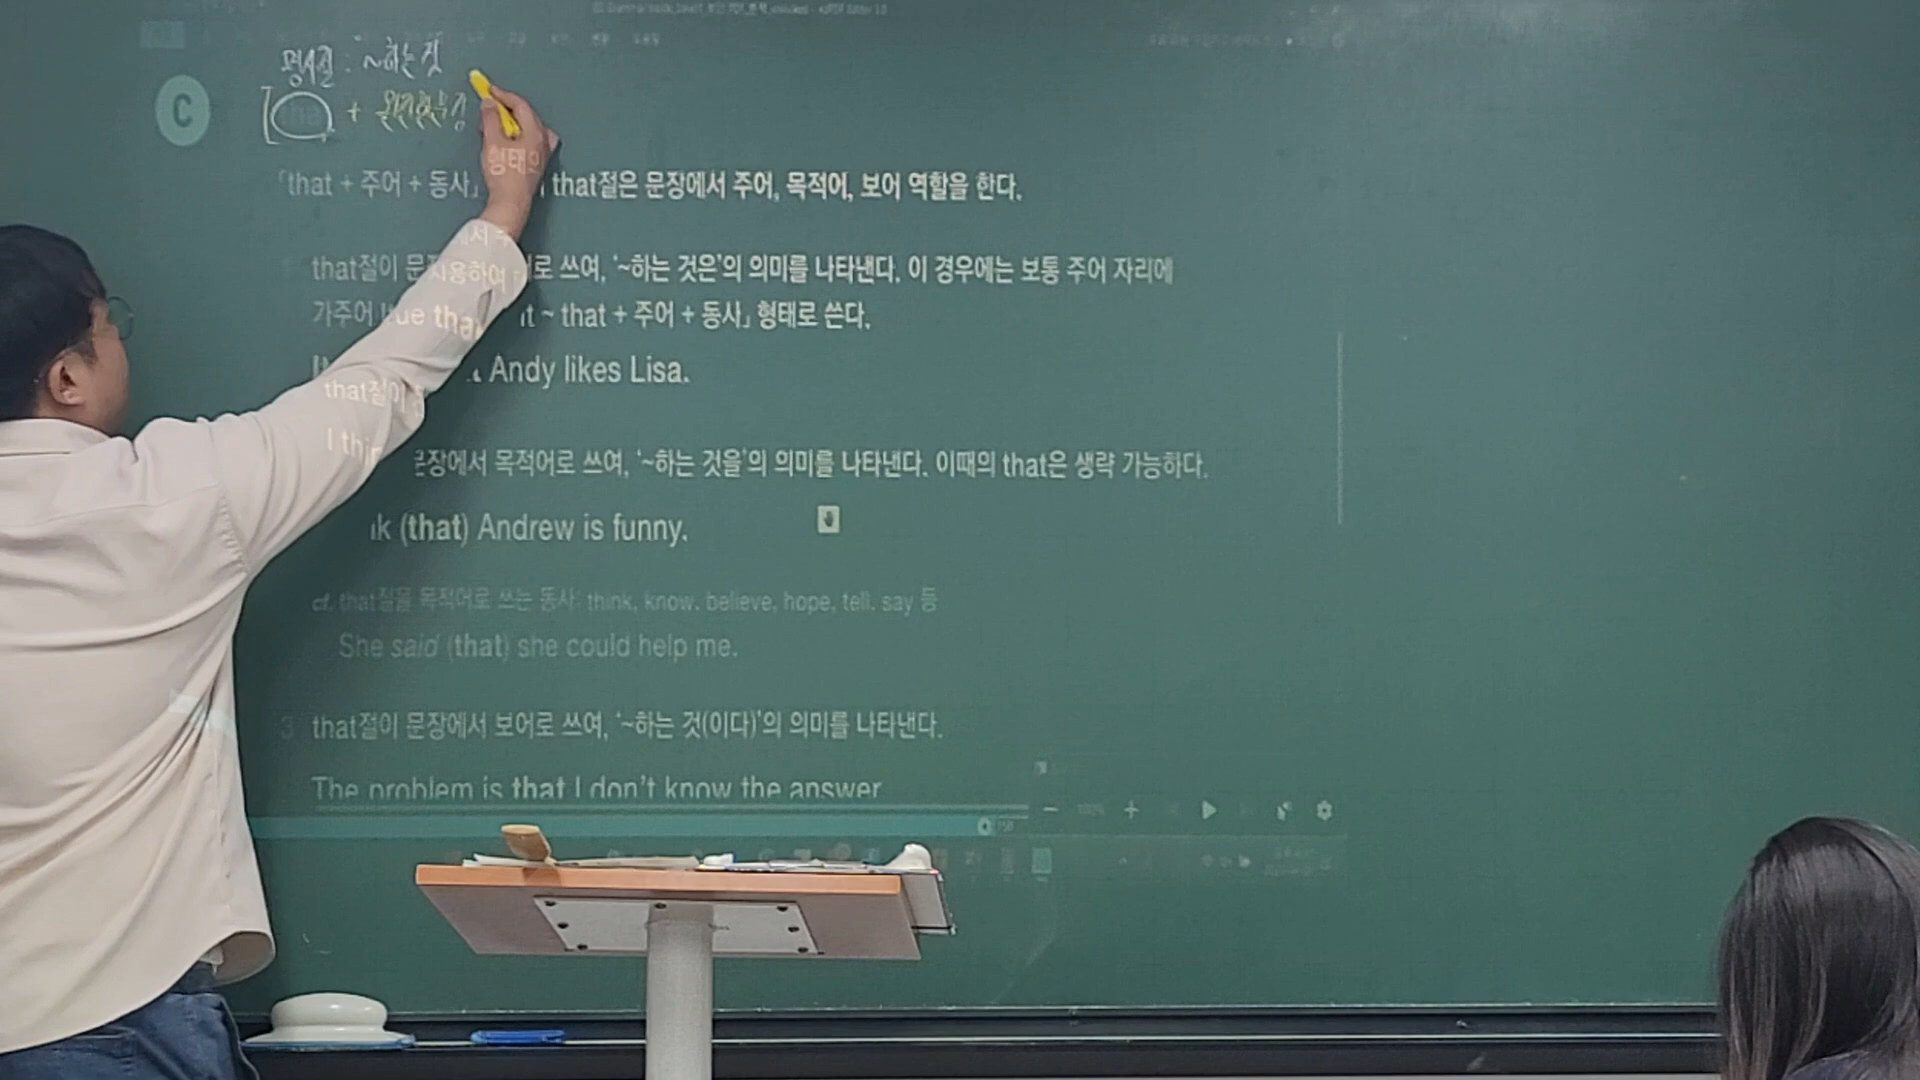 명사절 : ~하는 것
C
that + 완전한 문장
「that + 주어 + 동사」 형태의 that절은 문장에서 주어, 목적어, 보어 역할을 한다.
that절이 문 로 쓰여, ‘~하는 것은’의 의미를 나타낸다. 이 경우에는 보통 주어 자리에
가주어 that + 주어 + 동사」 형태로 쓴다.
Andy likes Lisa.
that절이
문장에서 목적어로 쓰여, ‘~하는 것을’의 의미를 나타낸다. 이때의 that은 생략 가능하다.
I thi nk (that) Andrew is funny.
cf. that절을 목적어로 쓰는 동사: think, know, believe, hope, tell, say 등
She said (that) she could help me.
3 that절이 문장에서 보어로 쓰여, ‘~하는 것(이다)’의 의미를 나타낸다.
The problem is that I don't know the answer